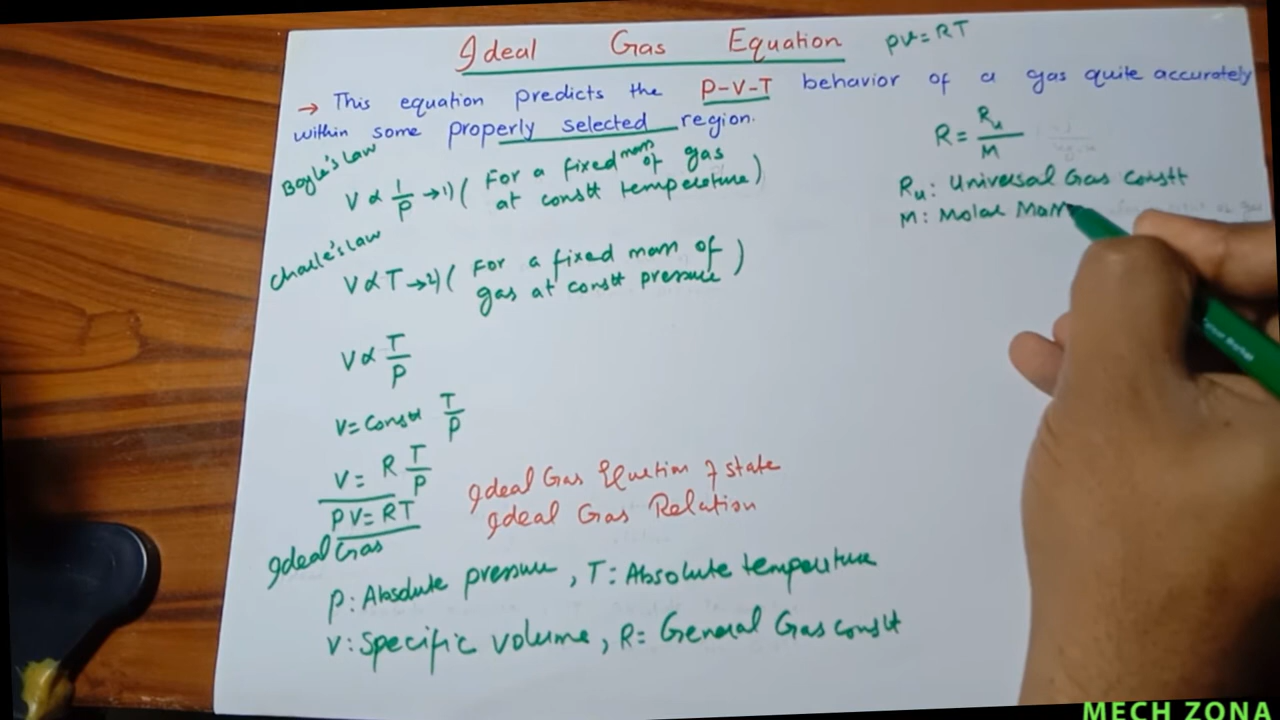 Ideal Gas Equation PV=RT
→ This equation predicts the P-V-T behavior of a gas quite accurately
within some properly selected region.
Boyle's Law
V ∝ 1/P → 1) ( For a fixed mass of gas
at constt temperature)
Charle's Law
V ∝ T → 2) ( For a fixed mass of
gas at constt pressure )
V ∝ T/P
V = Constt T/P
V = R T/P
PV = RT
Ideal Gas
Ideal Gas Equation of state
Ideal Gas Relation
P: Absolute pressure , T: Absolute temperature
V: Specific volume , R= General Gas constt
R = Ru/M
Ru: Universal Gas Constt
M: Molar Mass
MECH ZONA